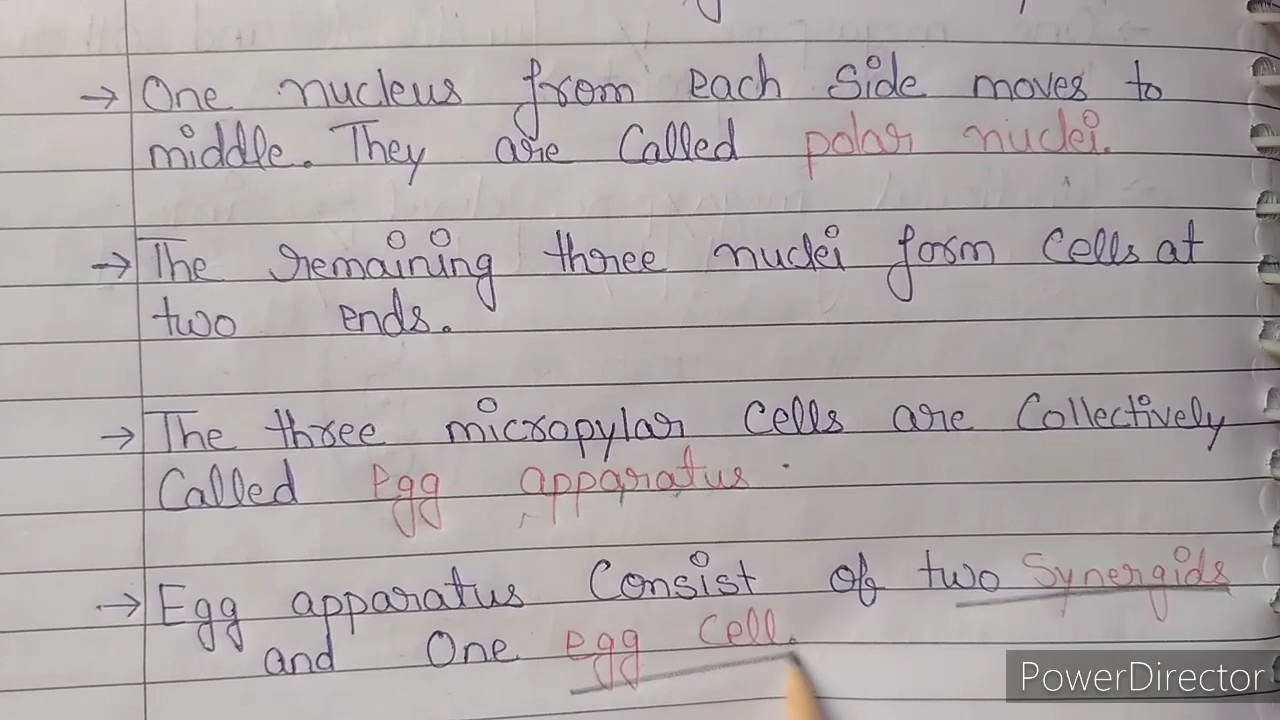 → One nucleus from each side moves to
middle. They are Called polar nuclei.
→ The remaining three nuclei form Cells at
two ends.
→ The three micropylar Cells are Collectively
Called Egg apparatus.
→ Egg apparatus Consist of two Synergids
and One egg cell.
PowerDirector